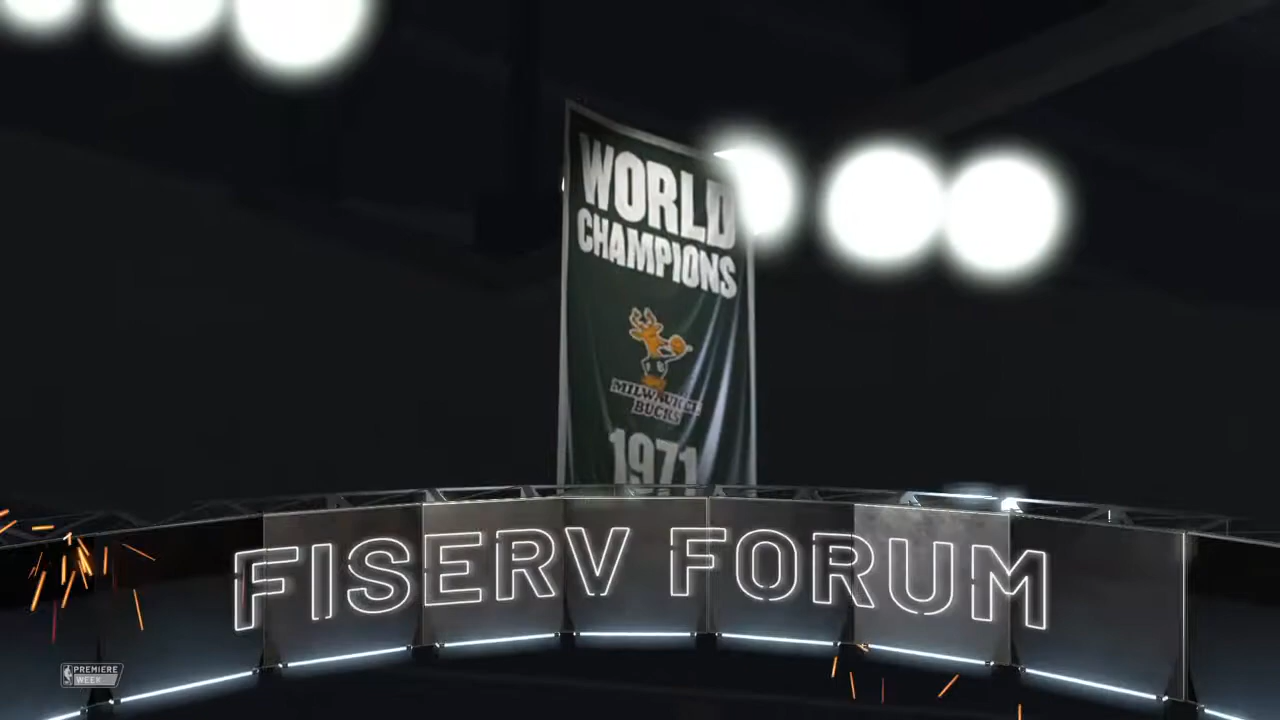 WORLD
CHAMPIONS
MILWAUKEE
BUCKS
1971
FISERV FORUM
PREMIERE
WEEK